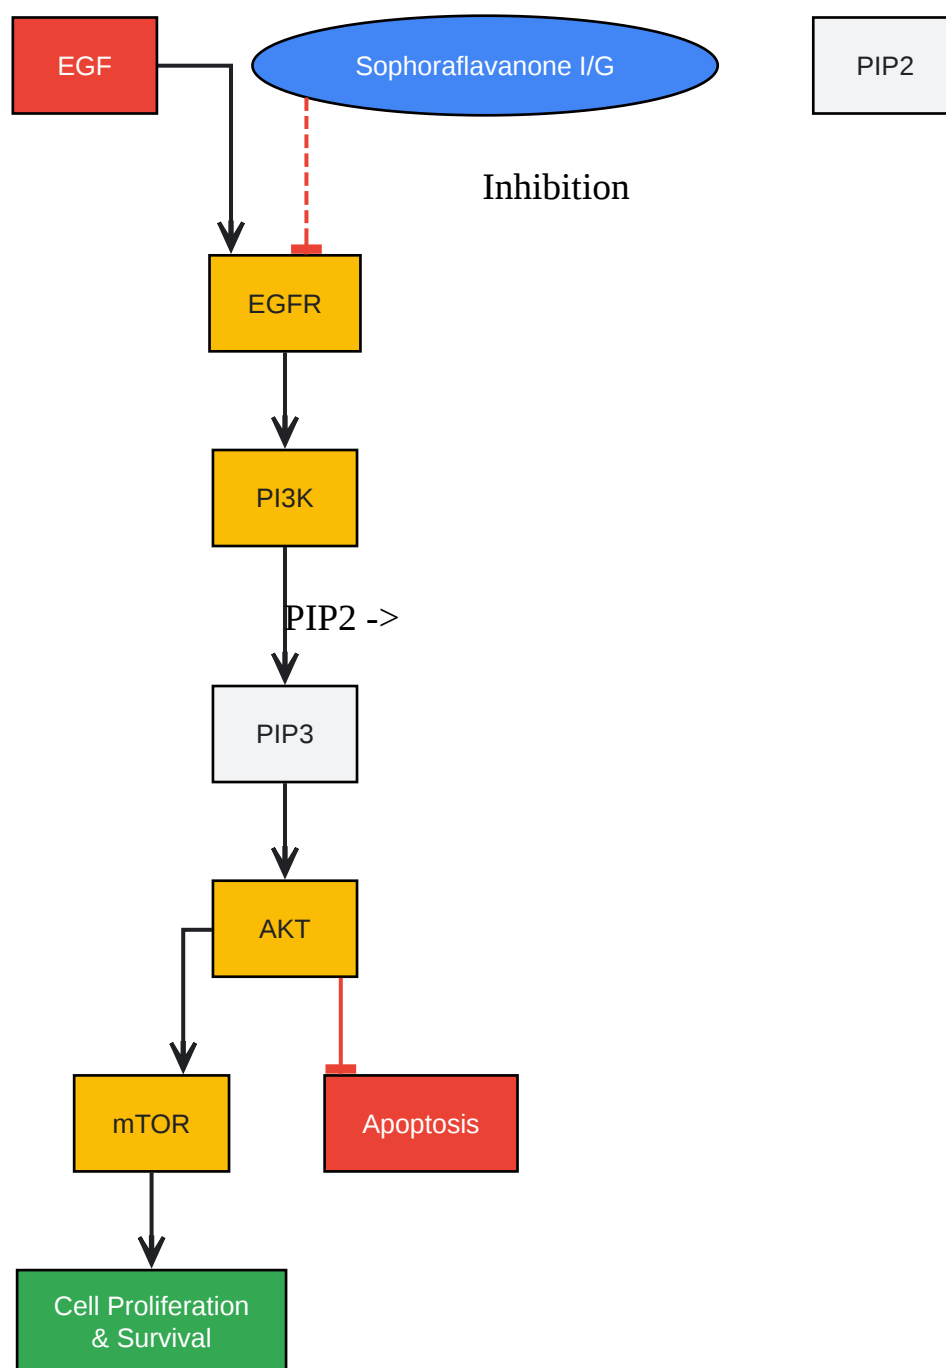 EGF
Sophoraflavanone I/G
PIP2
Inhibition
EGFR
PI3K
PIP2 ->
PIP3
AKT
mTOR
Apoptosis
Cell Proliferation
& Survival